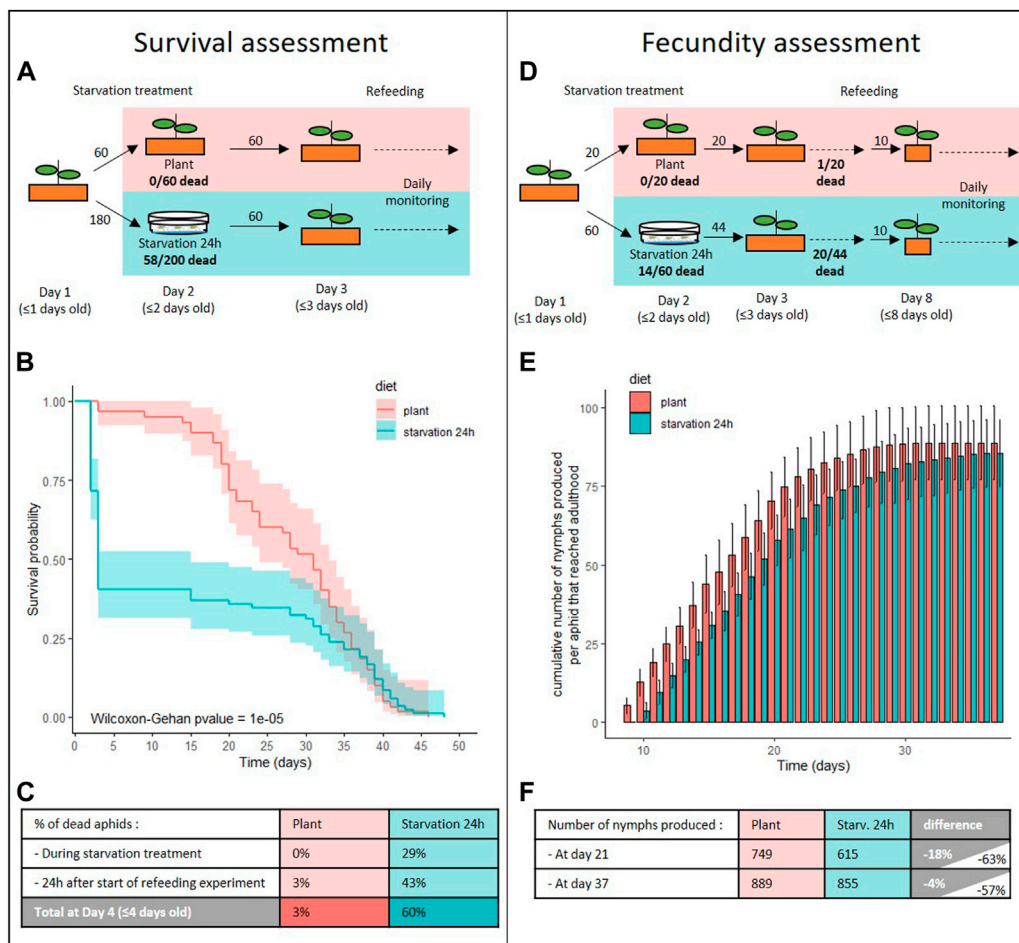 Survival assessment
A
Starvation treatment
Refeeding
60
Plant
0/60 dead
60
180
Starvation 24h
58/200 dead
60
Daily
monitoring
Day 1
(≤1 days old)
Day 2
(≤2 days old)
Day 3
(≤3 days old)
B
diet
plant
starvation 24h
Survival probability
1.00
0.75
0.50
0.25
0.00
Wilcoxon-Gehan pvalue = 1e-05
0 5 10 15 20 25 30 35 40 45 50
Time (days)
C
% of dead aphids : Plant Starvation 24h
- During starvation treatment 0% 29%
- 24h after start of refeeding experiment 3% 43%
Total at Day 4 (≤4 days old) 3% 60%
Fecundity assessment
D
Starvation treatment
Refeeding
20
Plant
0/20 dead
20
1/20
dead
10
60
Starvation 24h
14/60 dead
44
20/44
dead
10
Daily
monitoring
Day 1
(≤1 days old)
Day 2
(≤2 days old)
Day 3
(≤3 days old)
Day 8
(≤8 days old)
E
diet
plant
starvation 24h
cumulative number of nymphs produced
per aphid that reached adulthood
100
75
50
25
0
10 20 30
Time (days)
F
Number of nymphs produced : Plant Starv. 24h difference
- At day 21 749 615 -18% -63%
- At day 37 889 855 -4% -57%